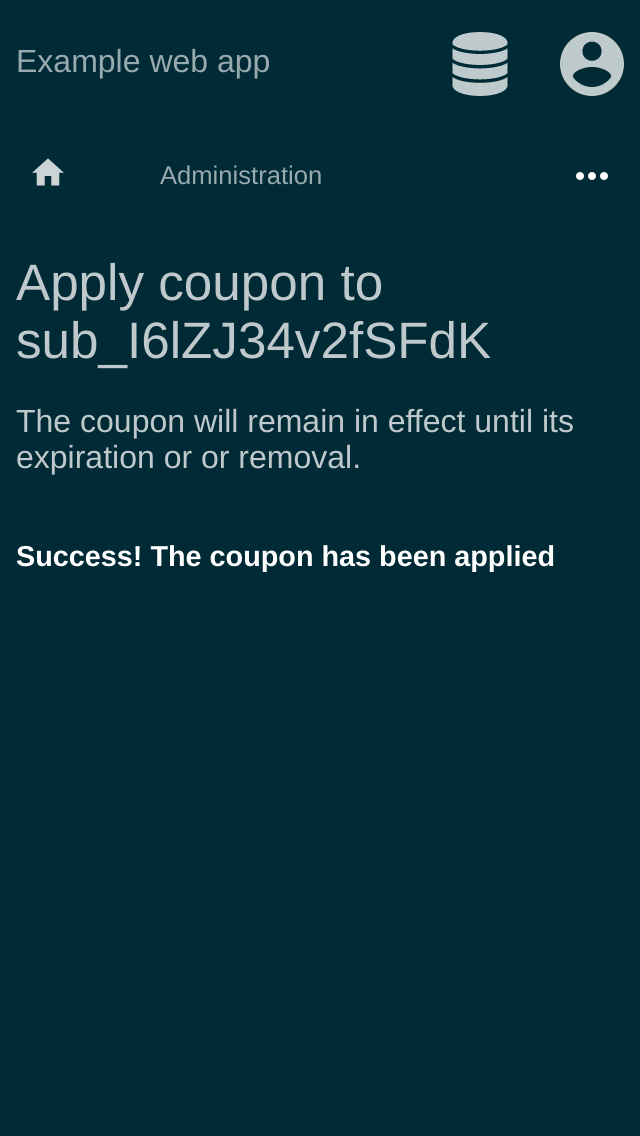 Example web app
Administration
Apply coupon to
sub_I6lZJ34v2fSFdK
The coupon will remain in effect until its
expiration or or removal.
Success! The coupon has been applied